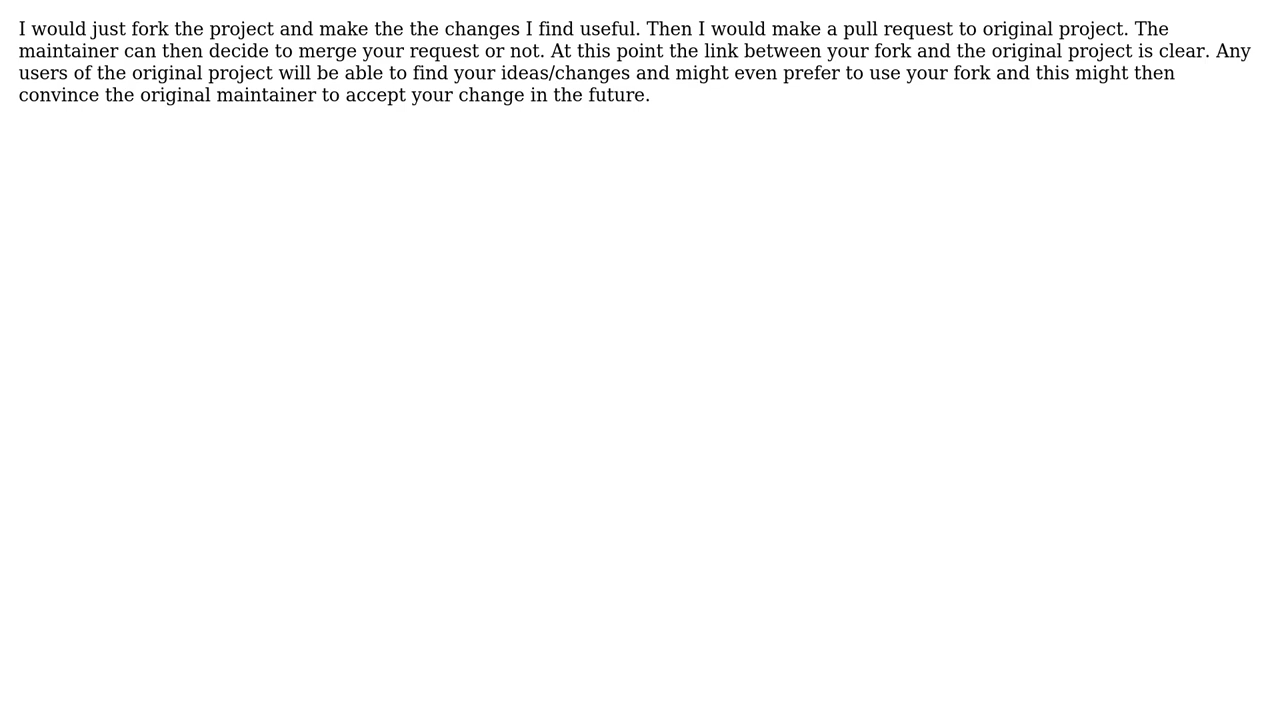 I would just fork the project and make the the changes I find useful. Then I would make a pull request to original project. The
maintainer can then decide to merge your request or not. At this point the link between your fork and the original project is clear. Any
users of the original project will be able to find your ideas/changes and might even prefer to use your fork and this might then
convince the original maintainer to accept your change in the future.